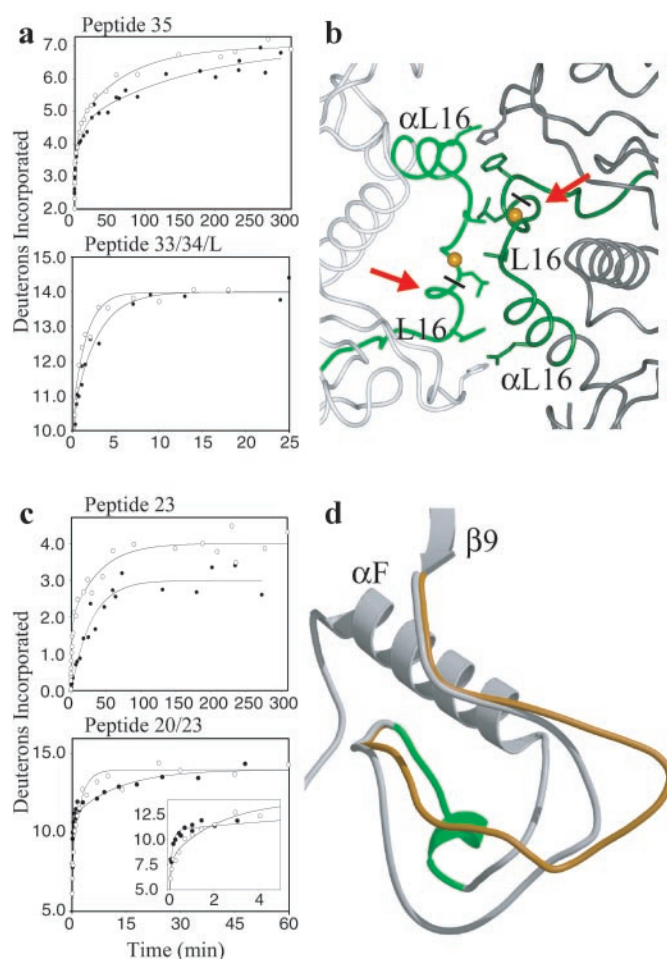 a
Peptide 35
7.0
6.0
5.0
4.0
3.0
2.0
0 50 100 150 200 250 300
Peptide 33/34/L
15.0
14.0
13.0
12.0
11.0
10.0
0 5 10 15 20 25
Deuterons Incorporated
b
αL16
L16
L16
αL16
c
Peptide 23
4.0
3.0
2.0
1.0
0.0
0 50 100 150 200 250 300
Peptide 20/23
15.0
10.0
5.0
0 15 30 45 60
12.5
10.0
7.5
5.0
0 2 4
Deuterons Incorporated
Time (min)
d
β9
αF